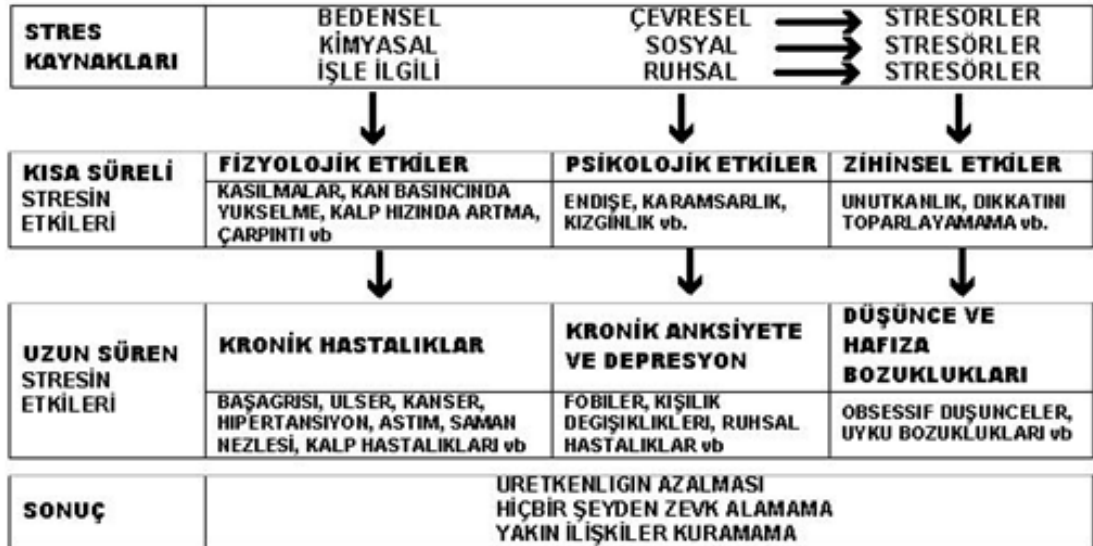 STRES
KAYNAKLARI
BEDENSEL
KİMYASAL
İŞLE İLGİLİ
ÇEVRESEL
SOSYAL
RUHSAL
STRESÖRLER
STRESÖRLER
STRESÖRLER
KISA SÜRELİ
STRESİN
ETKİLERİ
FİZYOLOJİK ETKİLER
KASILMALAR, KAN BASINCINDA
YUKSELME, KALP HIZINDA ARTMA,
ÇARPINTI vb
PSİKOLOJİK ETKİLER
ENDIŞE, KARAMSARLIK,
KIZGINLIK vb.
ZİHİNSEL ETKİLER
UNUTKANLIK, DIKKATINI
TOPARLAYAMAMA vb.
UZUN SÜREN
STRESİN
ETKİLERİ
KRONİK HASTALIKLAR
BAŞAGRISI, ULSER, KANSER,
HIPERTANSIYON, ASTIM, SAMAN
NEZLESİ, KALP HASTALIKLARI vb
KRONİK ANKSİYETE
VE DEPRESYON
FOBILER, KIŞILIK
DEGIŞIKLIKLERI, RUHSAL
HASTALIKLAR vb
DÜŞÜNCE VE
HAFIZA
BOZUKLUKLARI
OBSESSIF DUŞUNCELER,
UYKU BOZUKLUKLARI vb
SONUÇ
URETKENLIGIN AZALMASI
HİÇBİR ŞEYDEN ZEVK ALAMAMA
YAKIN İLİŞKİLER KURAMAMA